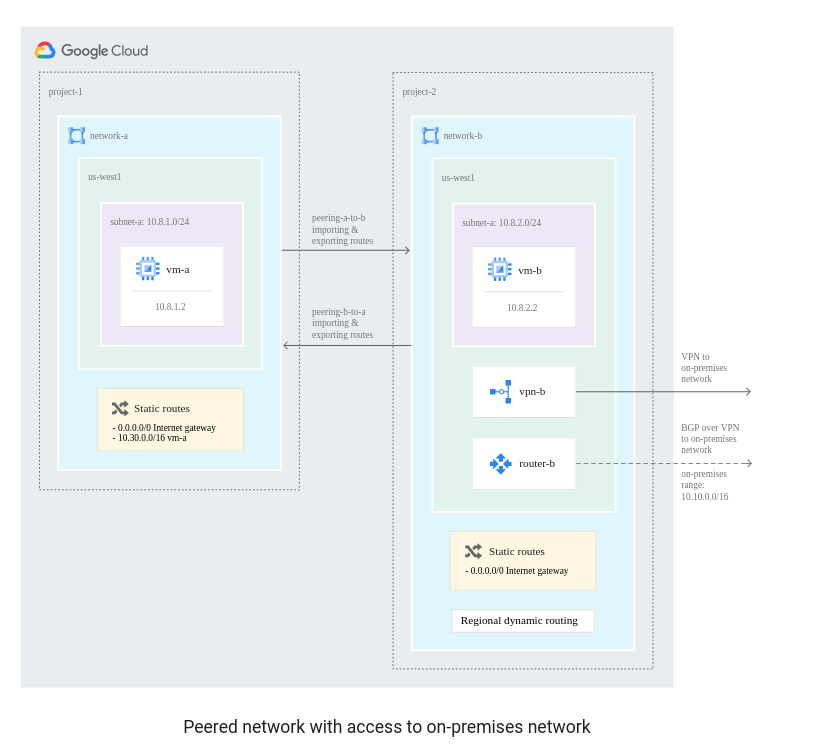 Google Cloud
project-1
network-a
us-west1
subnet-a: 10.8.1.0/24
vm-a
10.8.1.2
Static routes
- 0.0.0.0/0 Internet gateway
- 10.30.0.0/16 vm-a
peering-a-to-b
importing &
exporting routes
peering-b-to-a
importing &
exporting routes
project-2
network-b
us-west1
subnet-a: 10.8.2.0/24
vm-b
10.8.2.2
vpn-b
router-b
Static routes
- 0.0.0.0/0 Internet gateway
Regional dynamic routing
VPN to
on-premises
network
BGP over VPN
to on-premises
network
on-premises
range:
10.10.0.0/16
Peered network with access to on-premises network